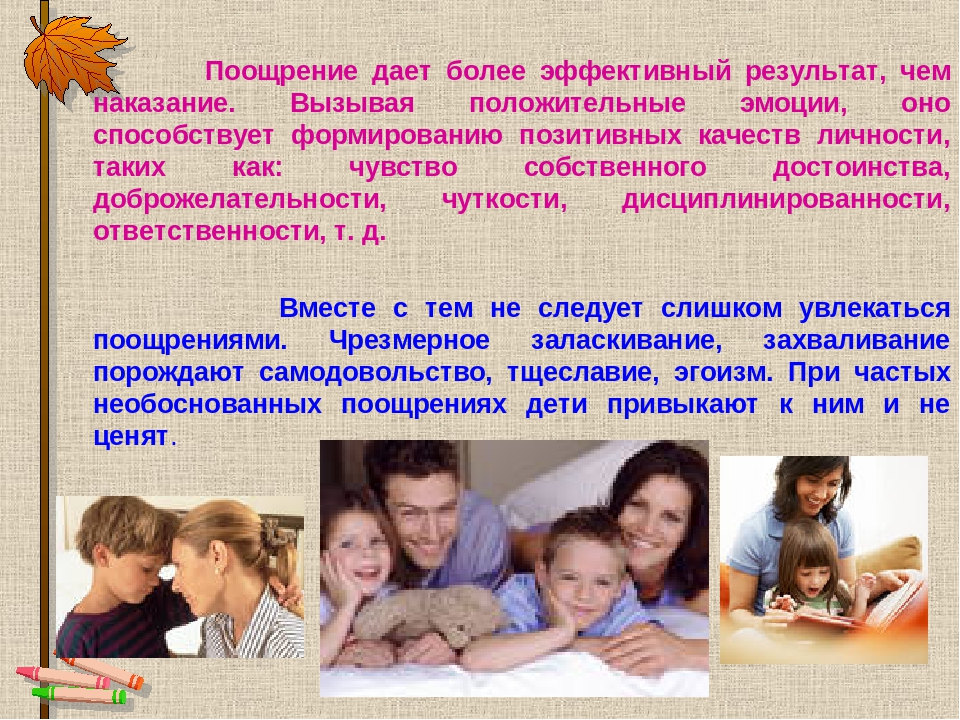 Поощрение дает более эффективный результат, чем
наказание. Вызывая положительные эмоции, оно
способствует формированию позитивных качеств личности,
таких как: чувство собственного достоинства,
доброжелательности, чуткости, дисциплинированности,
ответственности, т. д.
Вместе с тем не следует слишком увлекаться
поощрениями. Чрезмерное заласкивание, захваливание
порождают самодовольство, тщеславие, эгоизм. При частых
необоснованных поощрениях дети привыкают к ним и не
ценят.